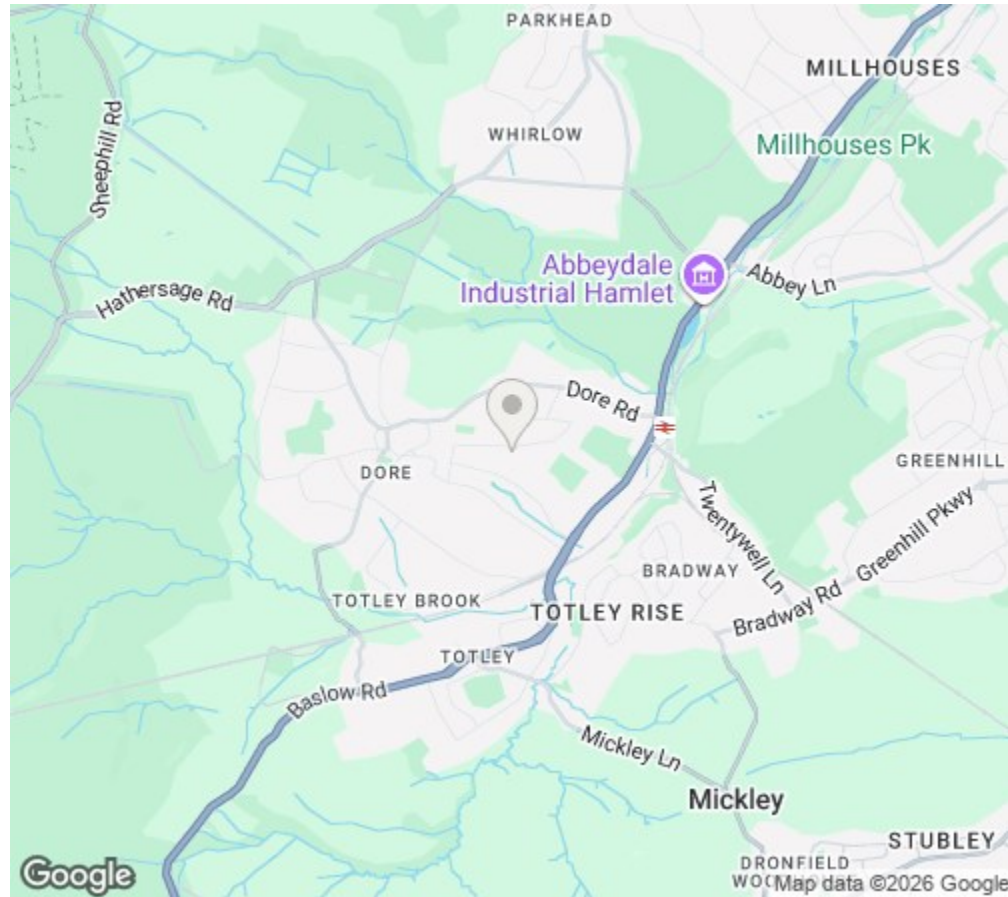 PARKHEAD
MILLHOUSES
Sheephill Rd
WHIRLOW
Millhouses Pk
Abbeydale
Industrial Hamlet
Abbey Ln
Hathersage Rd
Dore Rd
DORE
GREENHILL
Twentywell Ln
Greenhill Pkwy
BRADWAY
TOTLEY BROOK
TOTLEY RISE
Bradway Rd
TOTLEY
Baslow Rd
Mickley Ln
Mickley
STUBLEY
DRONFIELD
Google
Map data ©2026 Google